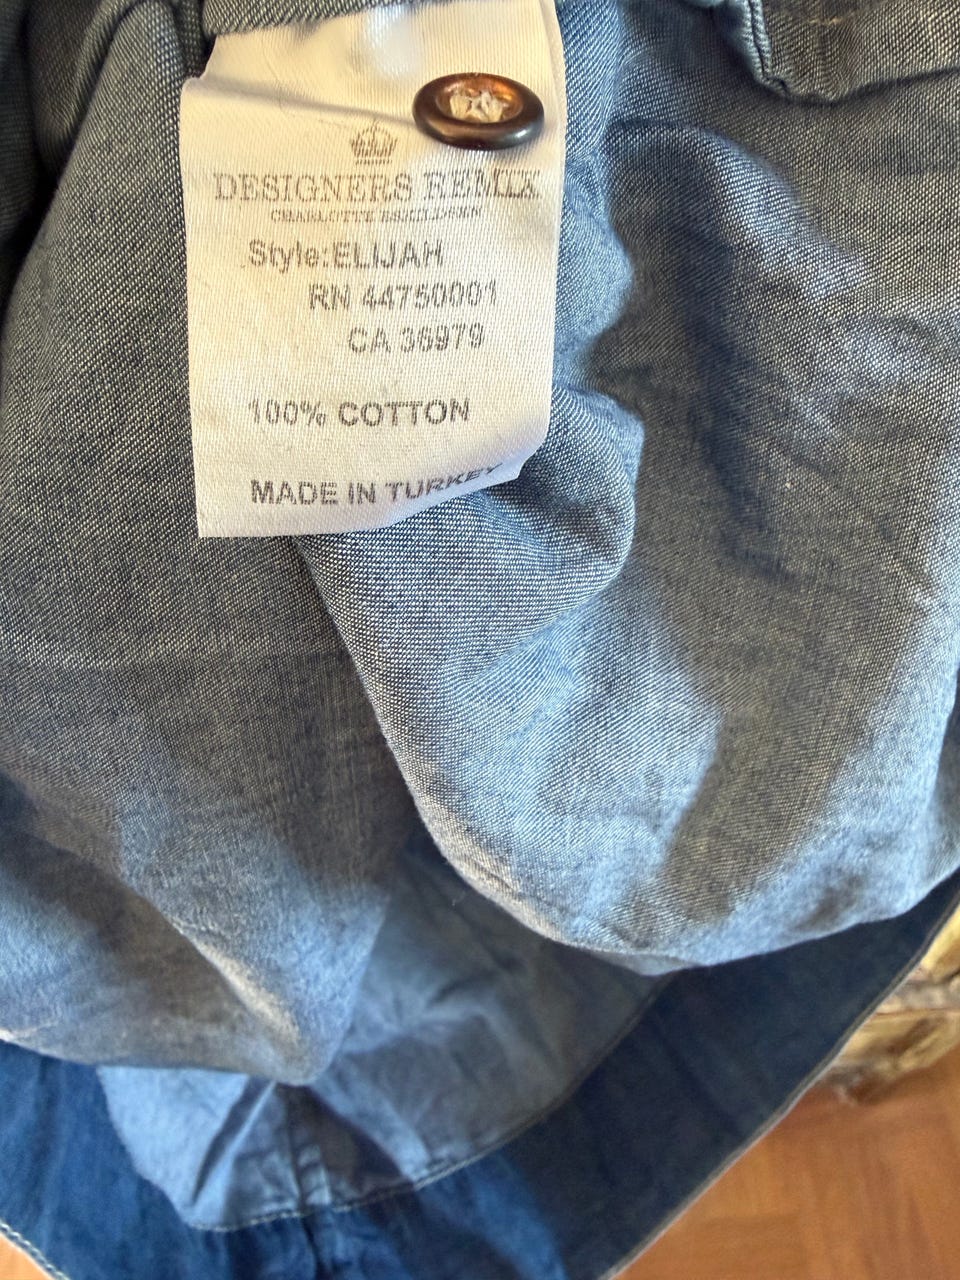 DESIGNERS REMIX
CHARLOTTE ESKILDSEN
Style:ELIJAH
RN 44750001
CA 36979
100% COTTON
MADE IN TURKEY